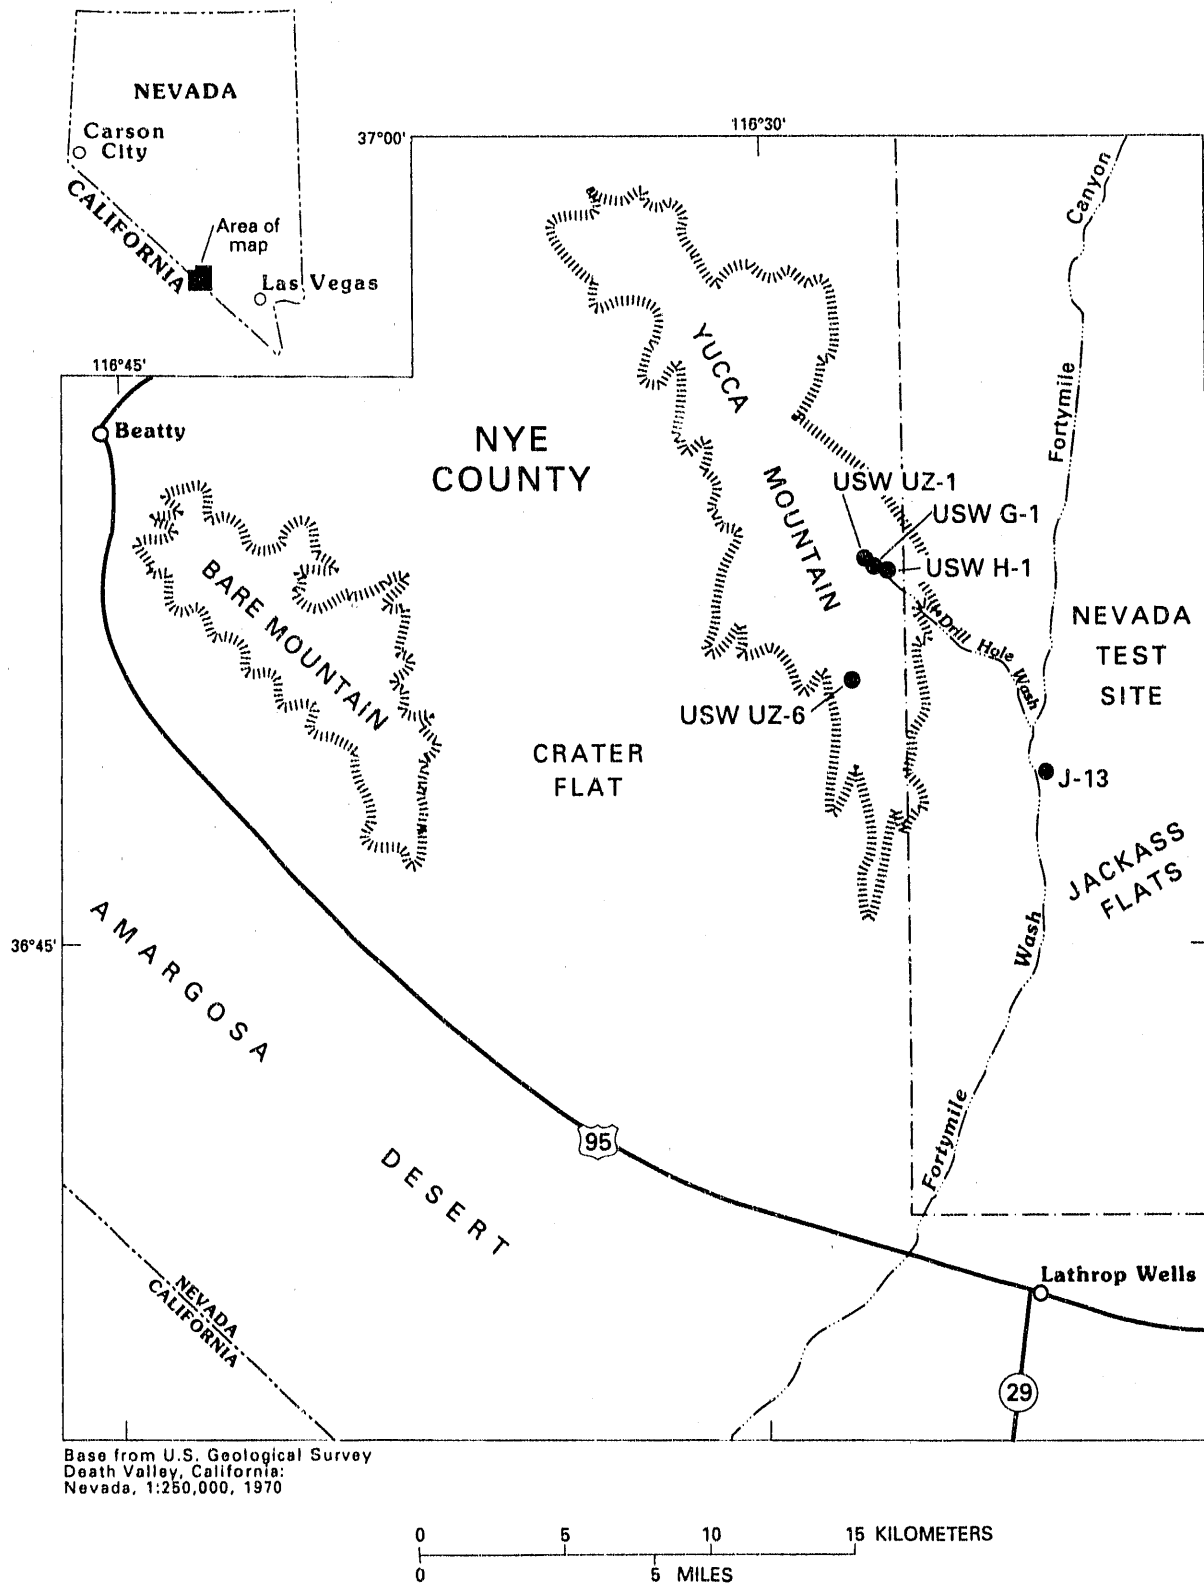 NEVADA
Carson
City
CALIFORNIA
Area of
map
Las Vegas
37°00'
116°30'
116°45'
Beatty
NYE
COUNTY
YUCCA
MOUNTAIN
Canyon
Fortymile
USW UZ-1
USW G-1
USW H-1
BARE MOUNTAIN
Drill Hole Wash
NEVADA
TEST
SITE
USW UZ-6
CRATER
FLAT
J-13
JACKASS
FLATS
36°45'
AMARGOSA
DESERT
Wash
Fortymile
95
Lathrop Wells
NEVADA
CALIFORNIA
29
Base from U.S. Geological Survey
Death Valley, California:
Nevada, 1:250,000, 1970
0 5 10 15 KILOMETERS
0 5 MILES